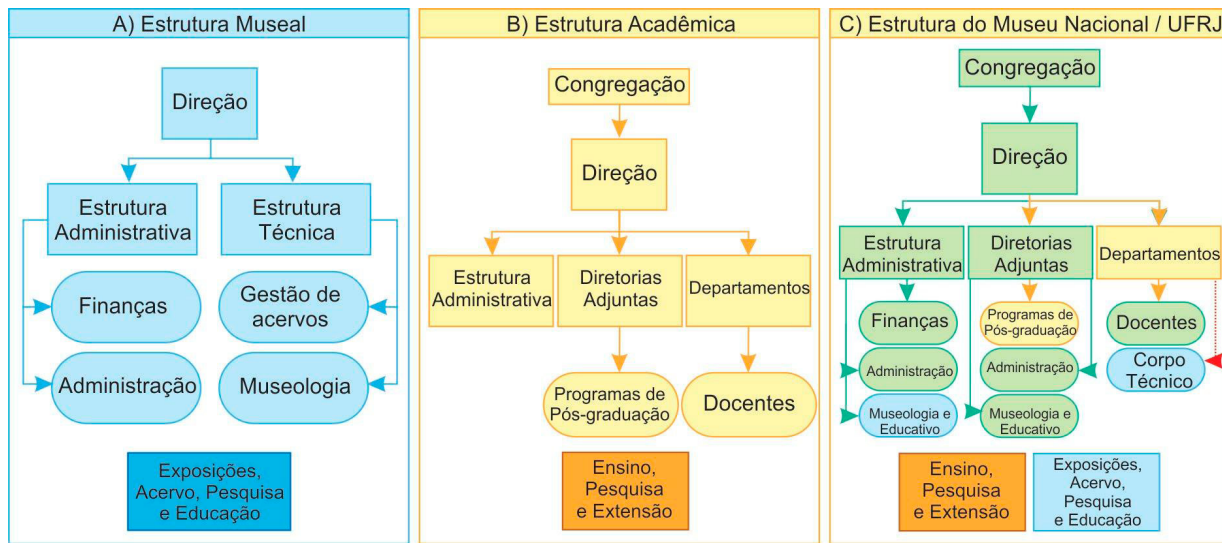 A) Estrutura Museal
Direção
Estrutura
Administrativa
Estrutura
Técnica
Finanças
Gestão de
acervos
Administração
Museologia
Exposições,
Acervo, Pesquisa
e Educação
B) Estrutura Acadêmica
Congregação
Direção
Estrutura
Administrativa
Diretorias
Adjuntas
Departamentos
Programas de
Pós-graduação
Docentes
Ensino,
Pesquisa
e Extensão
C) Estrutura do Museu Nacional / UFRJ
Congregação
Direção
Estrutura
Administrativa
Diretorias
Adjuntas
Departamentos
Finanças
Programas de
Pós-graduação
Docentes
Administração
Administração
Corpo
Técnico
Museologia e
Educativo
Museologia e
Educativo
Ensino,
Pesquisa
e Extensão
Exposições,
Acervo,
Pesquisa
e Educação